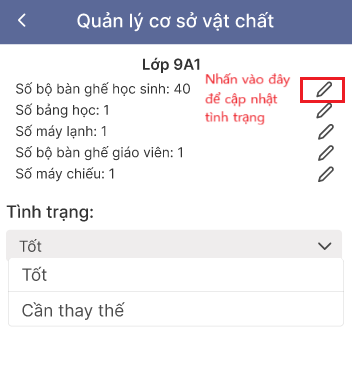 Quản lý cơ sở vật chất
Lớp 9A1
Số bộ bàn ghế học sinh: 40
Số bảng học: 1
Số máy lạnh: 1
Số bộ bàn ghế giáo viên: 1
Số máy chiếu: 1
Nhấn vào đây
để cập nhật
tình trạng
Tình trạng:
Tốt
Tốt
Cần thay thế